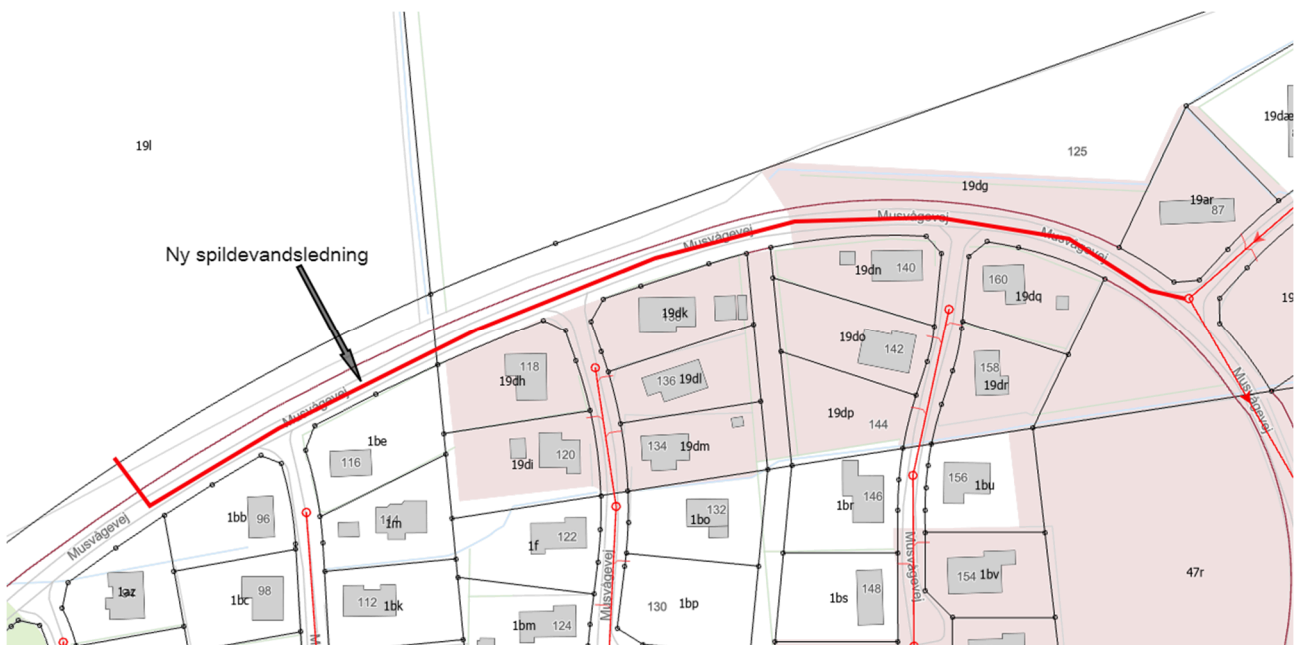 19l
125
19dæ
19dg
19ar
87
Musvågevej
Musvågevej
Musvågevej
Ny spildevandsledning
19dn
140
160
19dq
19
19dk
142
19do
118
19dh
136
19dl
158
19dr
Musvågevej
Musvågevej
19dp
144
1be
134
19dm
120
19di
116
156
1bu
146
1br
132
1bo
96
1bb
1m
122
1f
Musvågevej
47r
154
1bv
Musvågevej
148
1bs
98
1bc
1az
112
1bk
Musvågevej
130
1bp
124
1bm
M